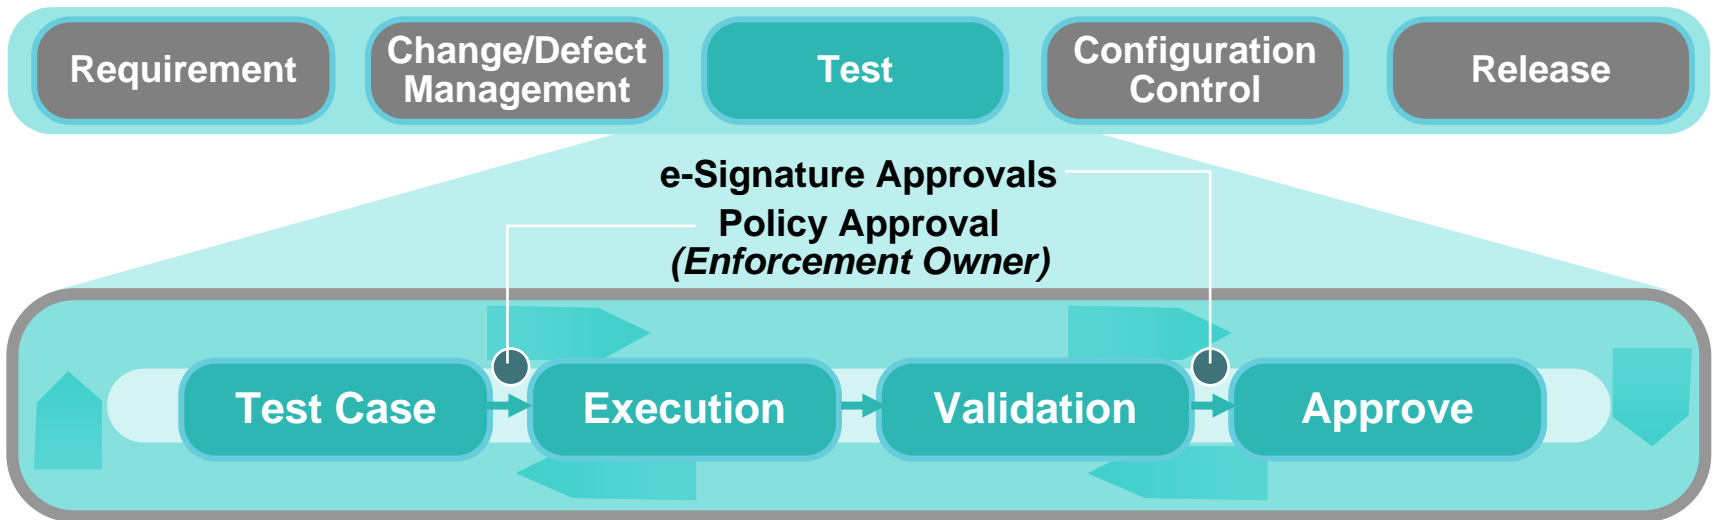 Requirement
Change/Defect
Management
Test
Configuration
Control
Release
e-Signature Approvals
Policy Approval
(Enforcement Owner)
Test Case
Execution
Validation
Approve